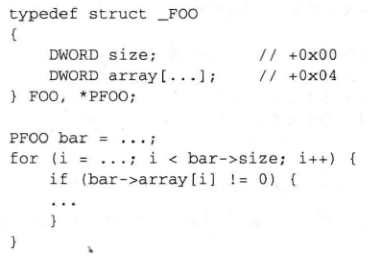 typedef struct _FOO
{
    DWORD size;           // +0x00
    DWORD array[...];     // +0x04
} FOO, *PFOO;

PFOO bar = ...;
for (i = ...; i < bar->size; i++) {
    if (bar->array[i] != 0) {
    ...
    }
}